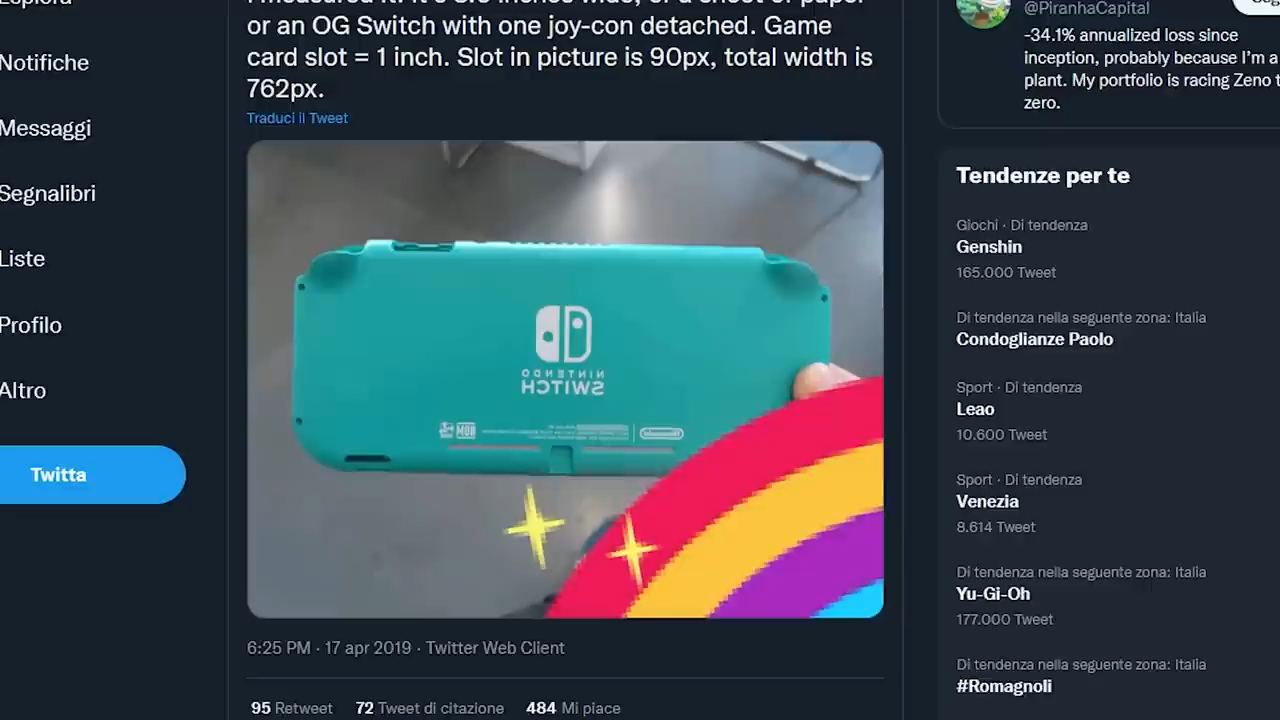 Notifiche
Messaggi
Segnalibri
Liste
Profilo
Altro
Twitta
or an OG Switch with one joy-con detached. Game
card slot = 1 inch. Slot in picture is 90px, total width is
762px.
Traduci il Tweet
NINTENDO
SWITCH
6:25 PM · 17 apr 2019 · Twitter Web Client
95 Retweet 72 Tweet di citazione 484 Mi piace
@PiranhaCapital
-34.1% annualized loss since
inception, probably because I'm a
plant. My portfolio is racing Zeno t
zero.
Tendenze per te
Giochi · Di tendenza
Genshin
165.000 Tweet
Di tendenza nella seguente zona: Italia
Condoglianze Paolo
Sport · Di tendenza
Leao
10.600 Tweet
Sport · Di tendenza
Venezia
8.614 Tweet
Di tendenza nella seguente zona: Italia
Yu-Gi-Oh
177.000 Tweet
Di tendenza nella seguente zona: Italia
#Romagnoli